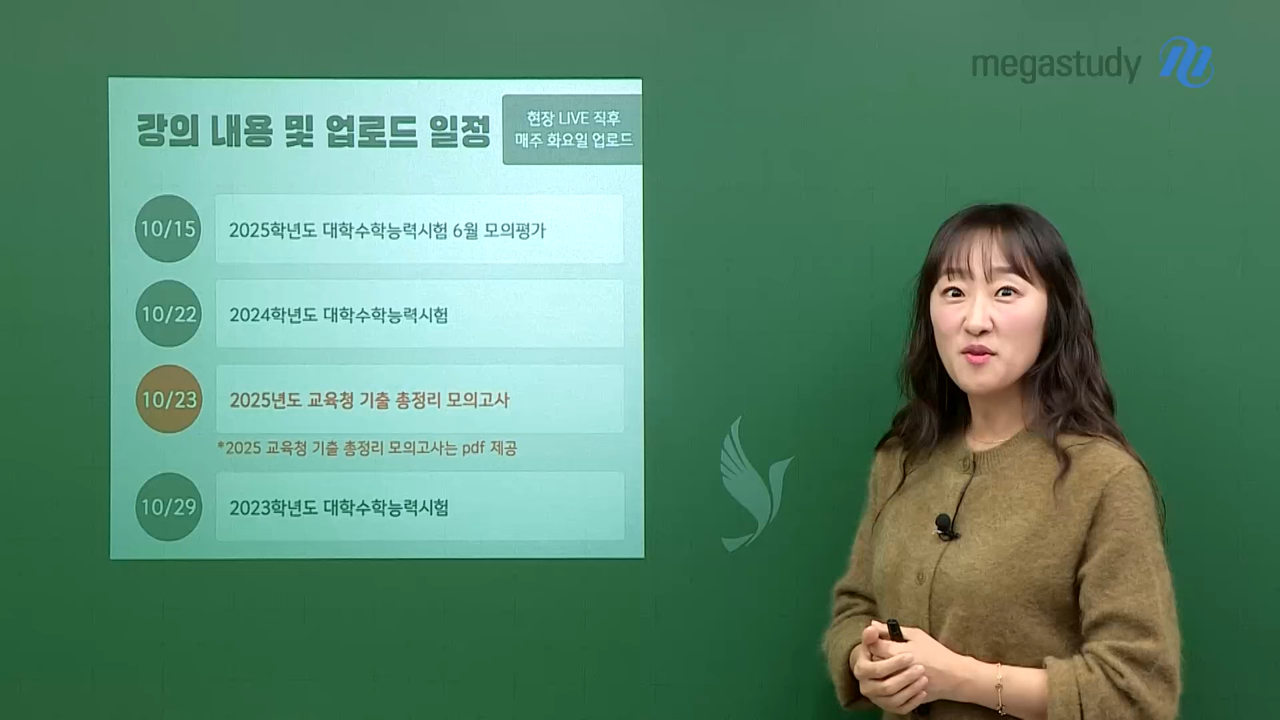 megastudy
강의 내용 및 업로드 일정
현장 LIVE 직후
매주 화요일 업로드
10/15
2025학년도 대학수학능력시험 6월 모의평가
10/22
2024학년도 대학수학능력시험
10/23
2025년도 교육청 기출 총정리 모의고사
*2025 교육청 기출 총정리 모의고사는 pdf 제공
10/29
2023학년도 대학수학능력시험